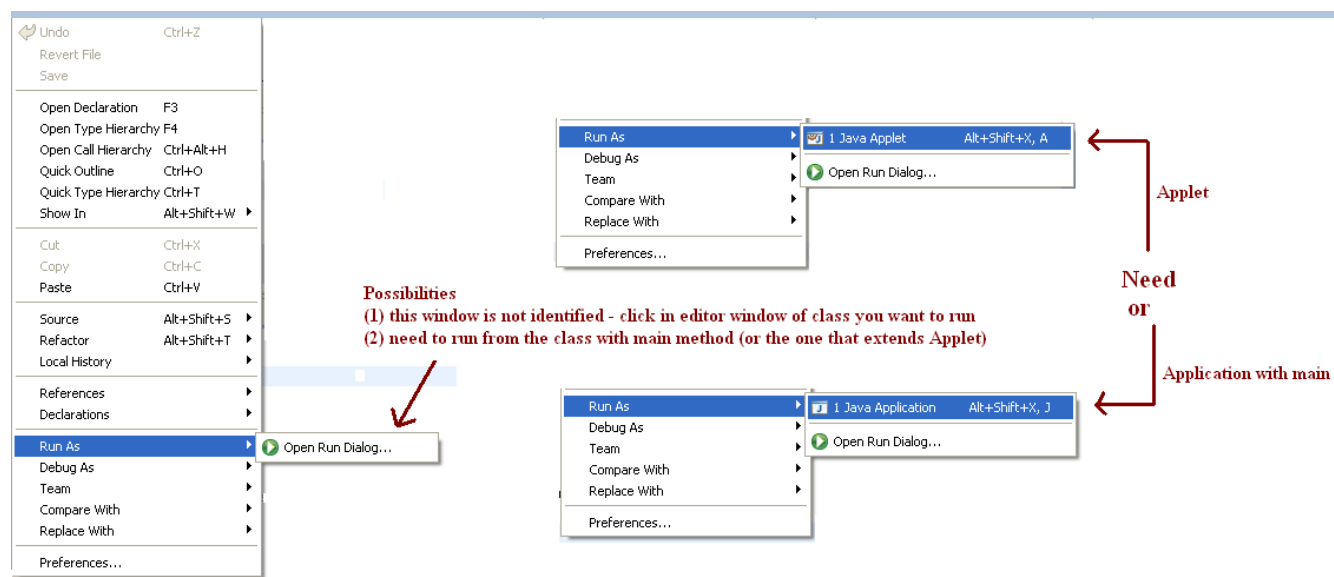 Undo Ctrl+Z
Revert File
Save
Open Declaration F3
Open Type Hierarchy F4
Open Call Hierarchy Ctrl+Alt+H
Quick Outline Ctrl+O
Quick Type Hierarchy Ctrl+T
Show In Alt+Shift+W
Cut Ctrl+X
Copy Ctrl+C
Paste Ctrl+V
Source Alt+Shift+S
Refactor Alt+Shift+T
Local History
References
Declarations
Run As
Debug As
Team
Compare With
Replace With
Preferences...
Open Run Dialog...
Possibilities
(1) this window is not identified - click in editor window of class you want to run
(2) need to run from the class with main method (or the one that extends Applet)
Run As
Debug As
Team
Compare With
Replace With
Preferences...
1 Java Applet Alt+Shift+X, A
Open Run Dialog...
Applet
Need
or
Application with main
Run As
Debug As
Team
Compare With
Replace With
Preferences...
1 Java Application Alt+Shift+X, J
Open Run Dialog...